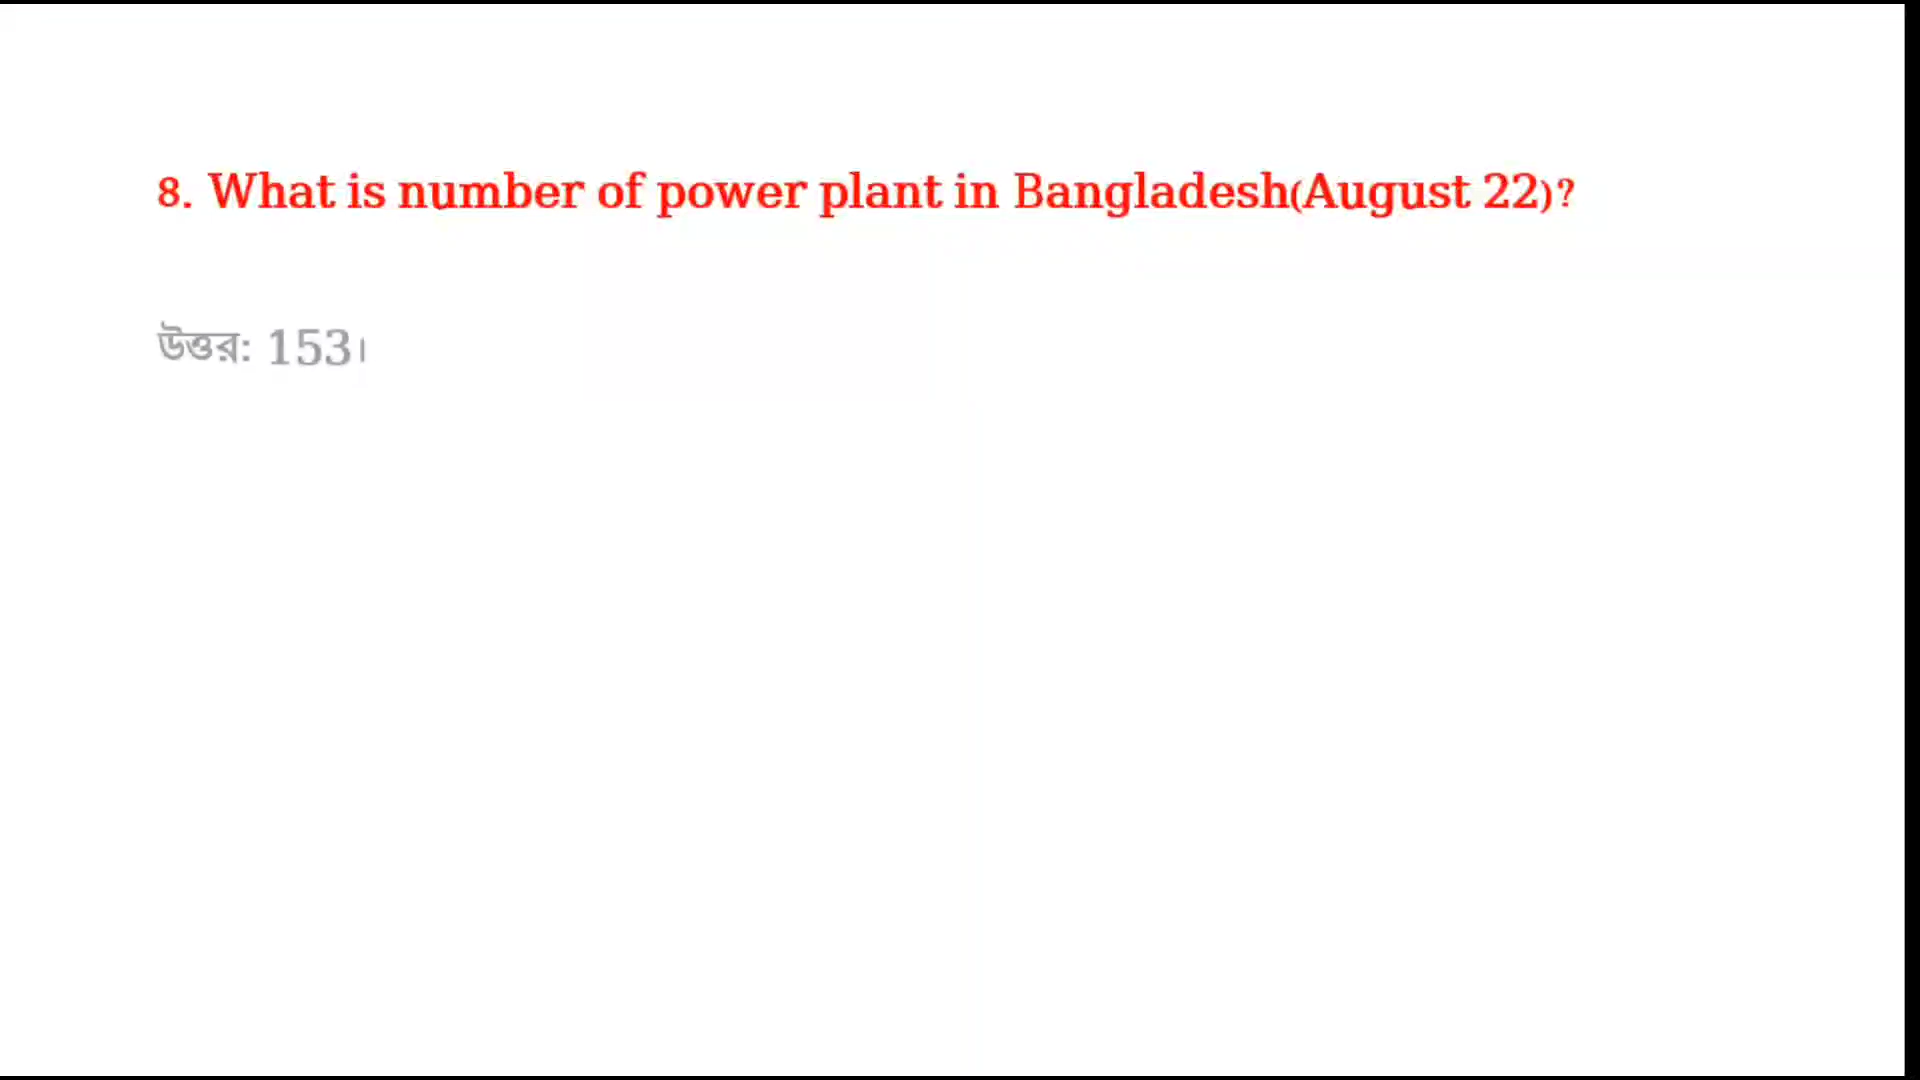 8. What is number of power plant in Bangladesh(August 22)?
উত্তর: 153।